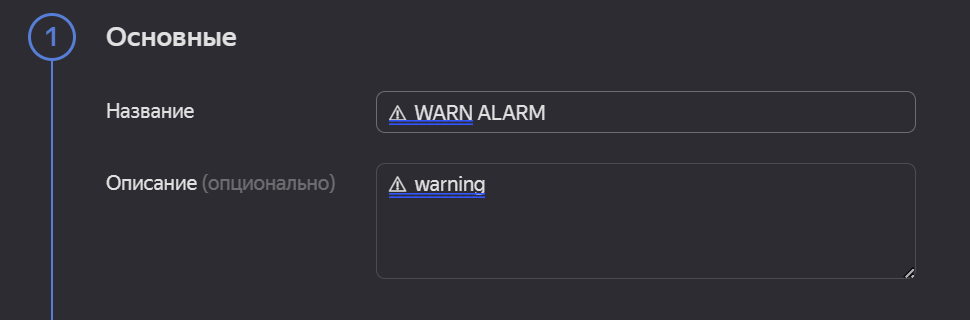 1
Основные
Название
⚠ WARN ALARM
Описание (опционально)
⚠ warning